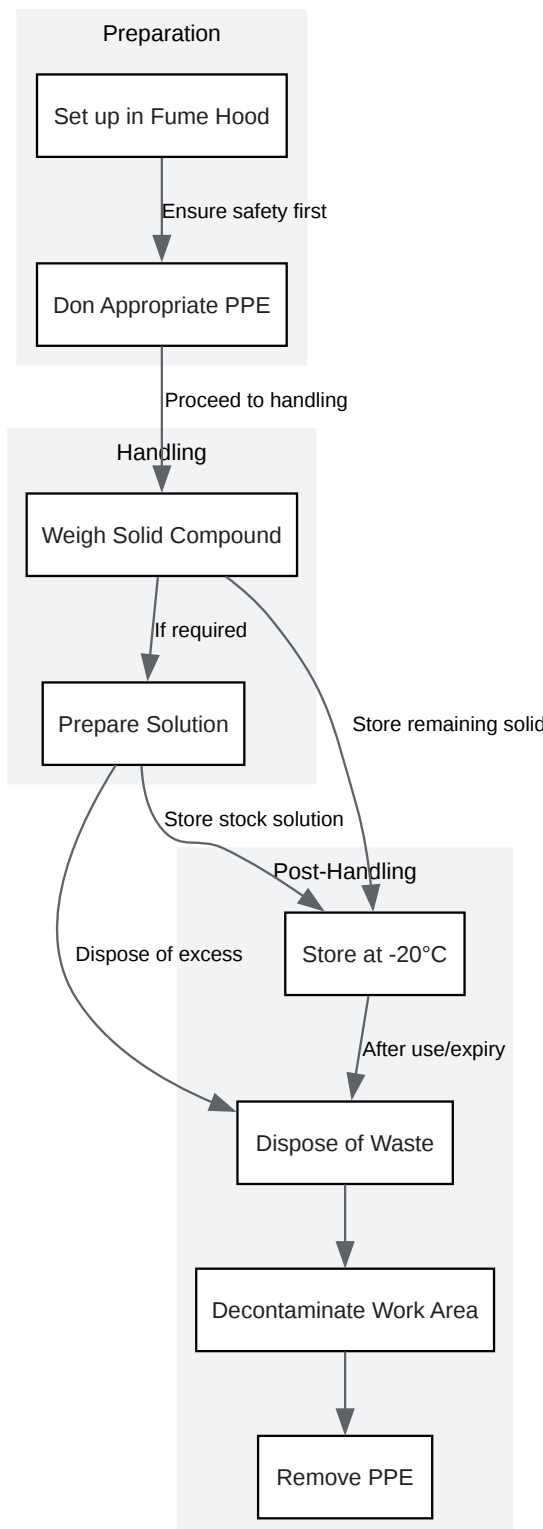 Preparation
Set up in Fume Hood
Ensure safety first
Don Appropriate PPE
Proceed to handling
Handling
Weigh Solid Compound
If required
Prepare Solution
Store remaining solid
Store stock solution
Post-Handling
Store at -20°C
Dispose of excess
After use/expiry
Dispose of Waste
Decontaminate Work Area
Remove PPE